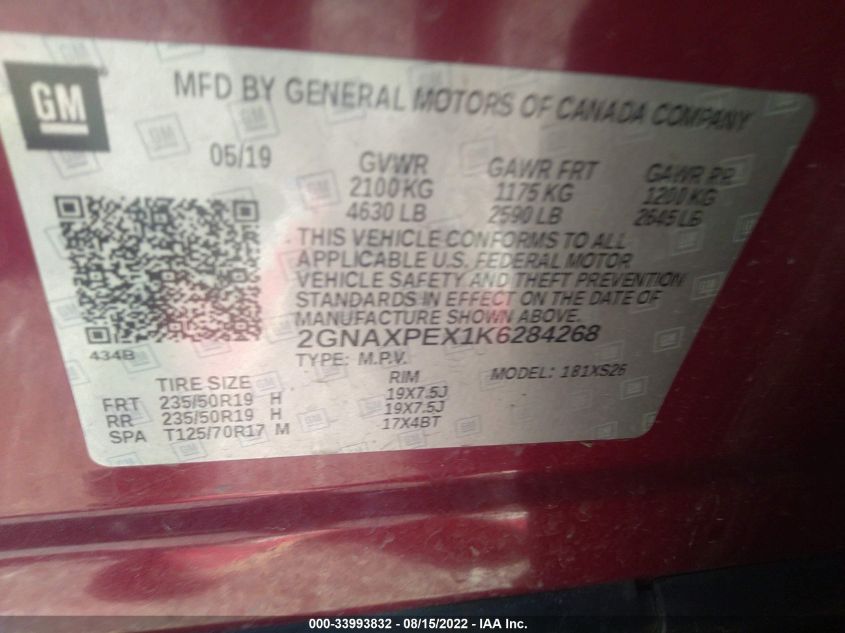 GM
MFD BY GENERAL MOTORS OF CANADA COMPANY
05/19
GVWR GAWR FRT GAWR RR
2100 KG 1175 KG 1200 KG
4630 LB 2590 LB 2645 LB
THIS VEHICLE CONFORMS TO ALL
APPLICABLE U.S. FEDERAL MOTOR
VEHICLE SAFETY AND THEFT PREVENTION
STANDARDS IN EFFECT ON THE DATE OF
MANUFACTURE SHOWN ABOVE.
434B
2GNAXPEX1K6284268
TYPE: M.P.V. MODEL: 181XS26
TIRE SIZE RIM
FRT 235/50R19 H 19X7.5J
RR 235/50R19 H 19X7.5J
SPA T125/70R17 M 17X4BT
000-33993832 - 08/15/2022 - IAA Inc.